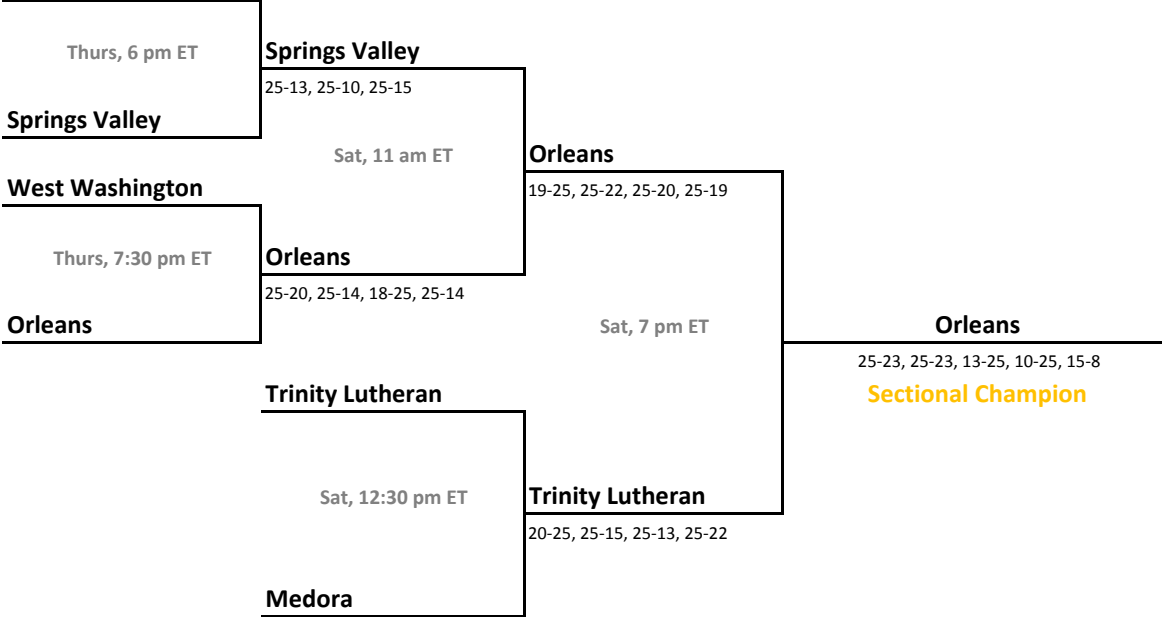 Thurs, 6 pm ET
Springs Valley
25-13, 25-10, 25-15
Springs Valley
Sat, 11 am ET
Orleans
19-25, 25-22, 25-20, 25-19
West Washington
Thurs, 7:30 pm ET
Orleans
25-20, 25-14, 18-25, 25-14
Orleans
Sat, 7 pm ET
Orleans
25-23, 25-23, 13-25, 10-25, 15-8
Sectional Champion
Trinity Lutheran
Sat, 12:30 pm ET
Trinity Lutheran
20-25, 25-15, 25-13, 25-22
Medora